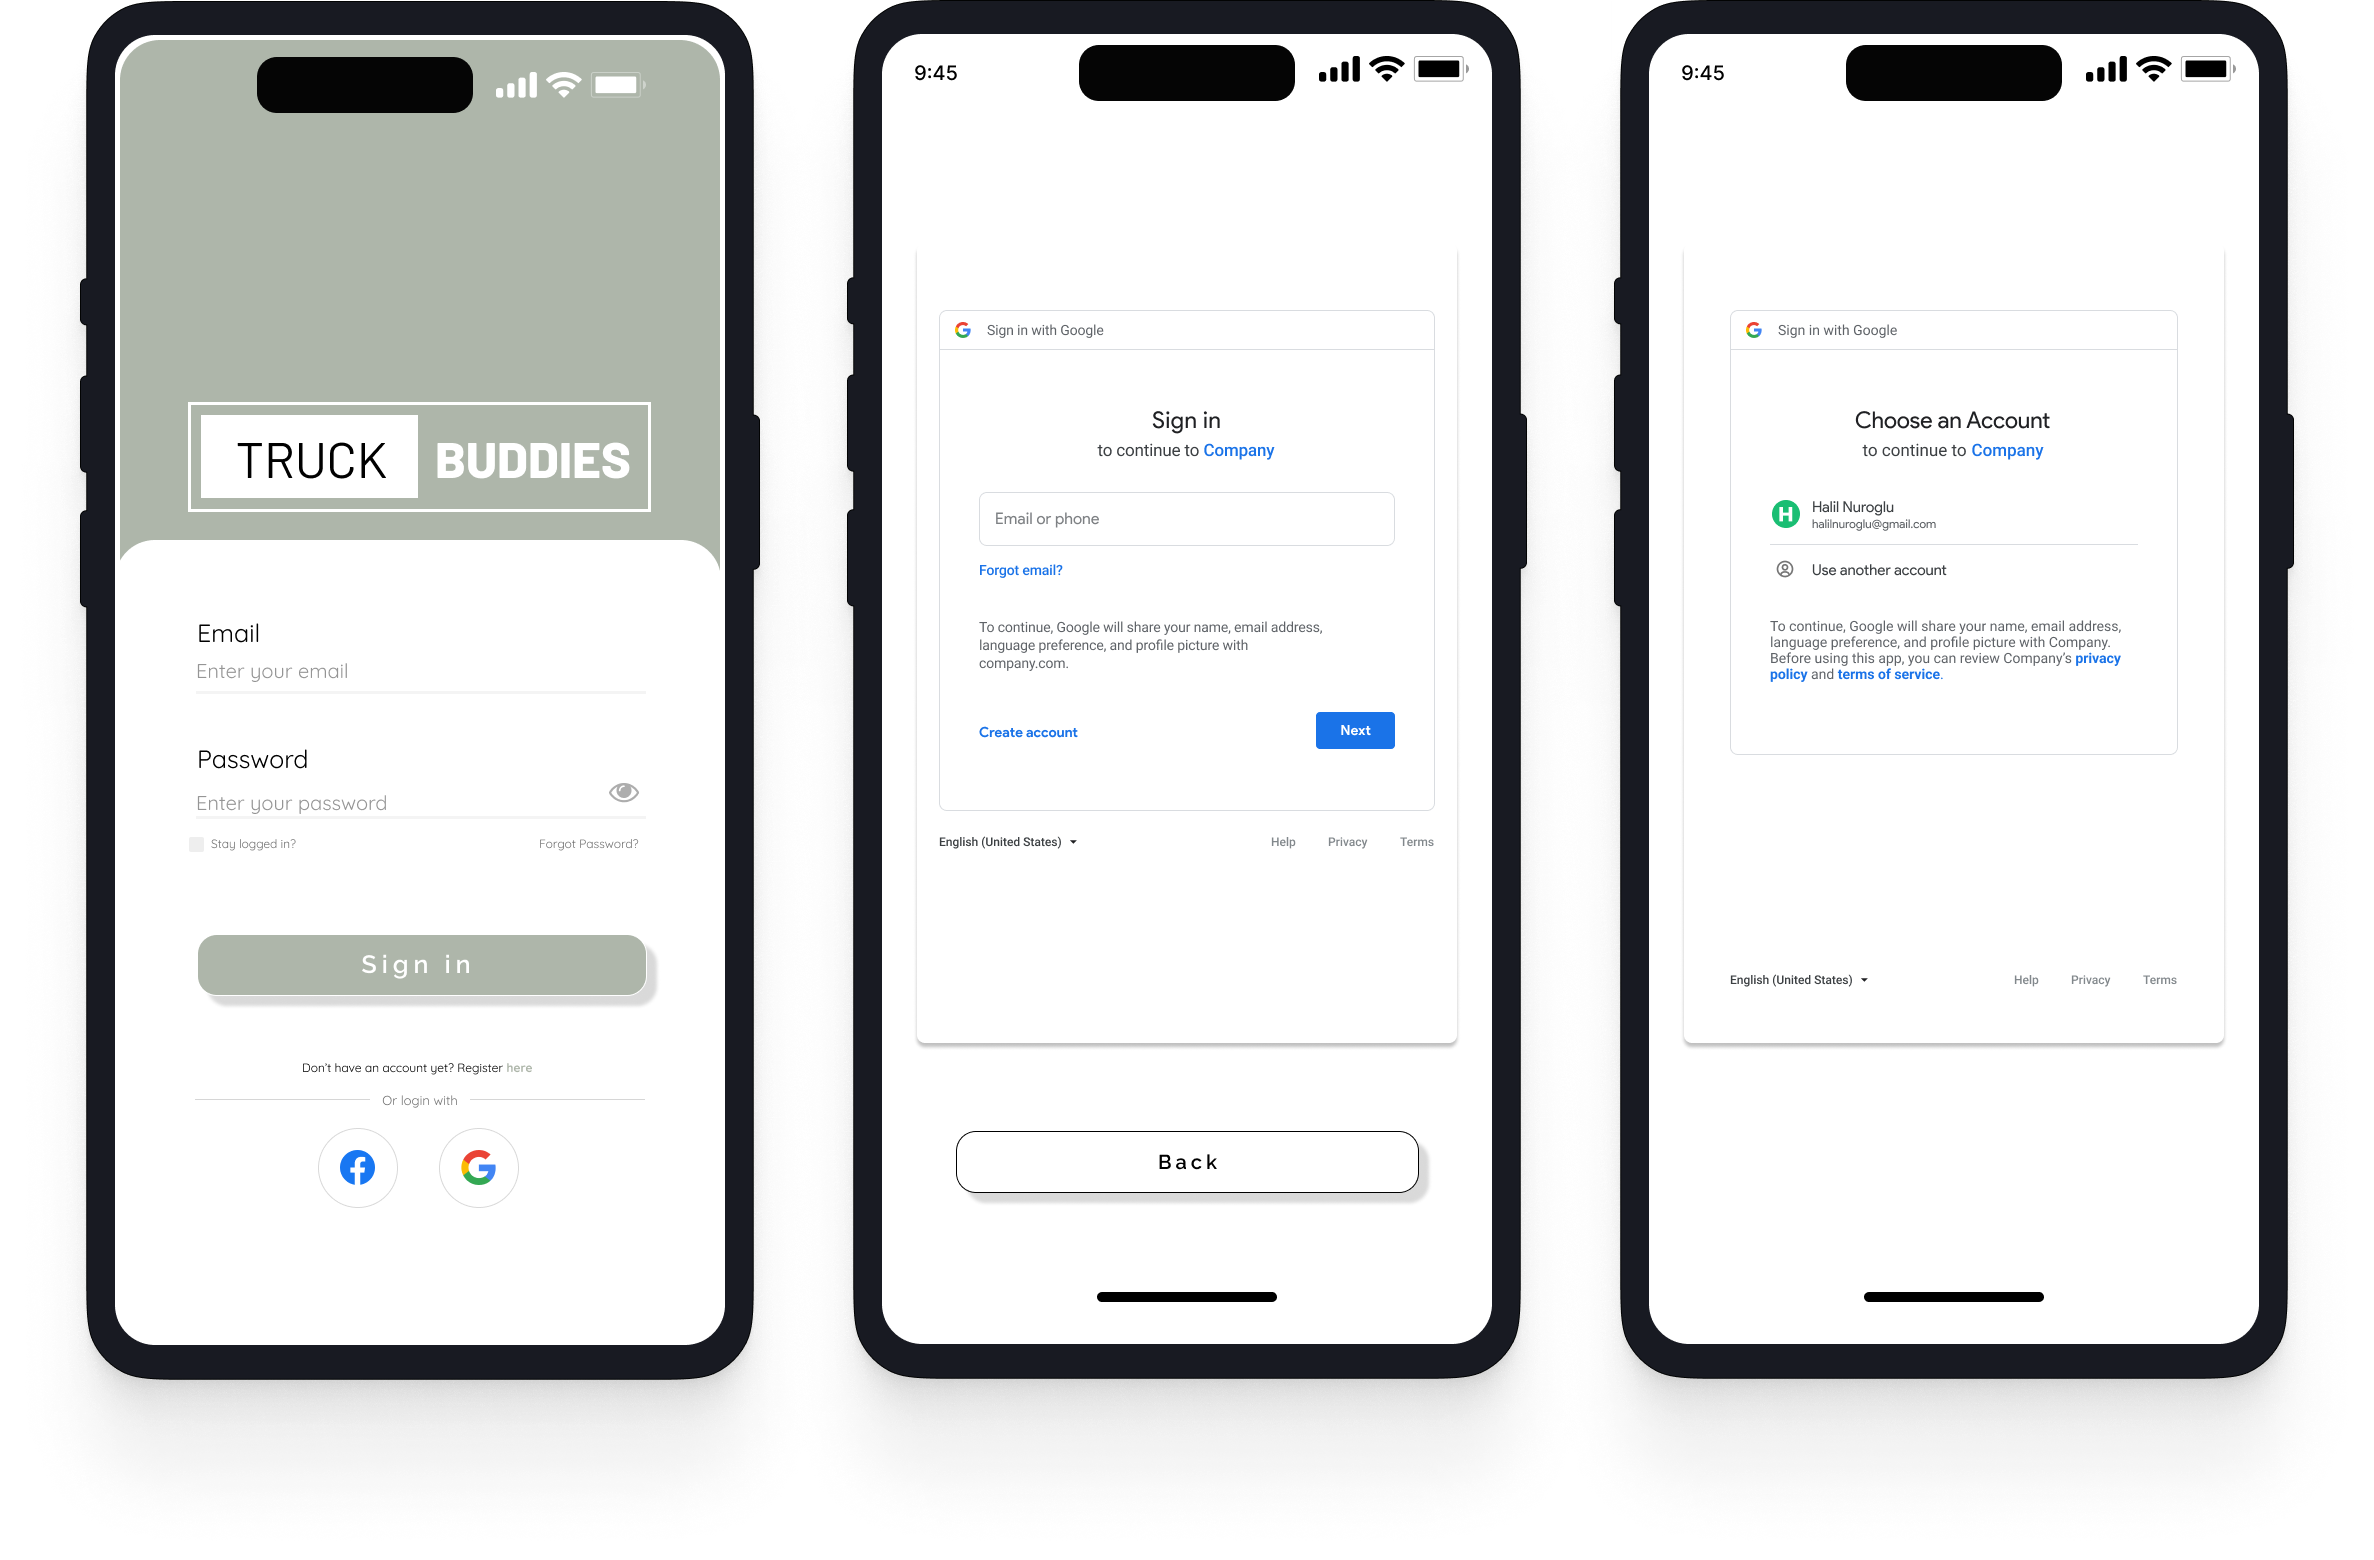 TRUCK BUDDIES
Email
Enter your email
Password
Enter your password
Stay logged in? Forgot Password?
Sign in
Don't have an account yet? Register here
Or login with
9:45
Sign in with Google
Sign in
to continue to Company
Email or phone
Forgot email?
To continue, Google will share your name, email address,
language preference, and profile picture with
company.com.
Create account Next
English (United States) Help Privacy Terms
Back
9:45
Sign in with Google
Choose an Account
to continue to Company
H
Halil Nuroglu
halilnuroglu@gmail.com
Use another account
To continue, Google will share your name, email address,
language preference, and profile picture with Company.
Before using this app, you can review Company's privacy
policy and terms of service.
English (United States) Help Privacy Terms